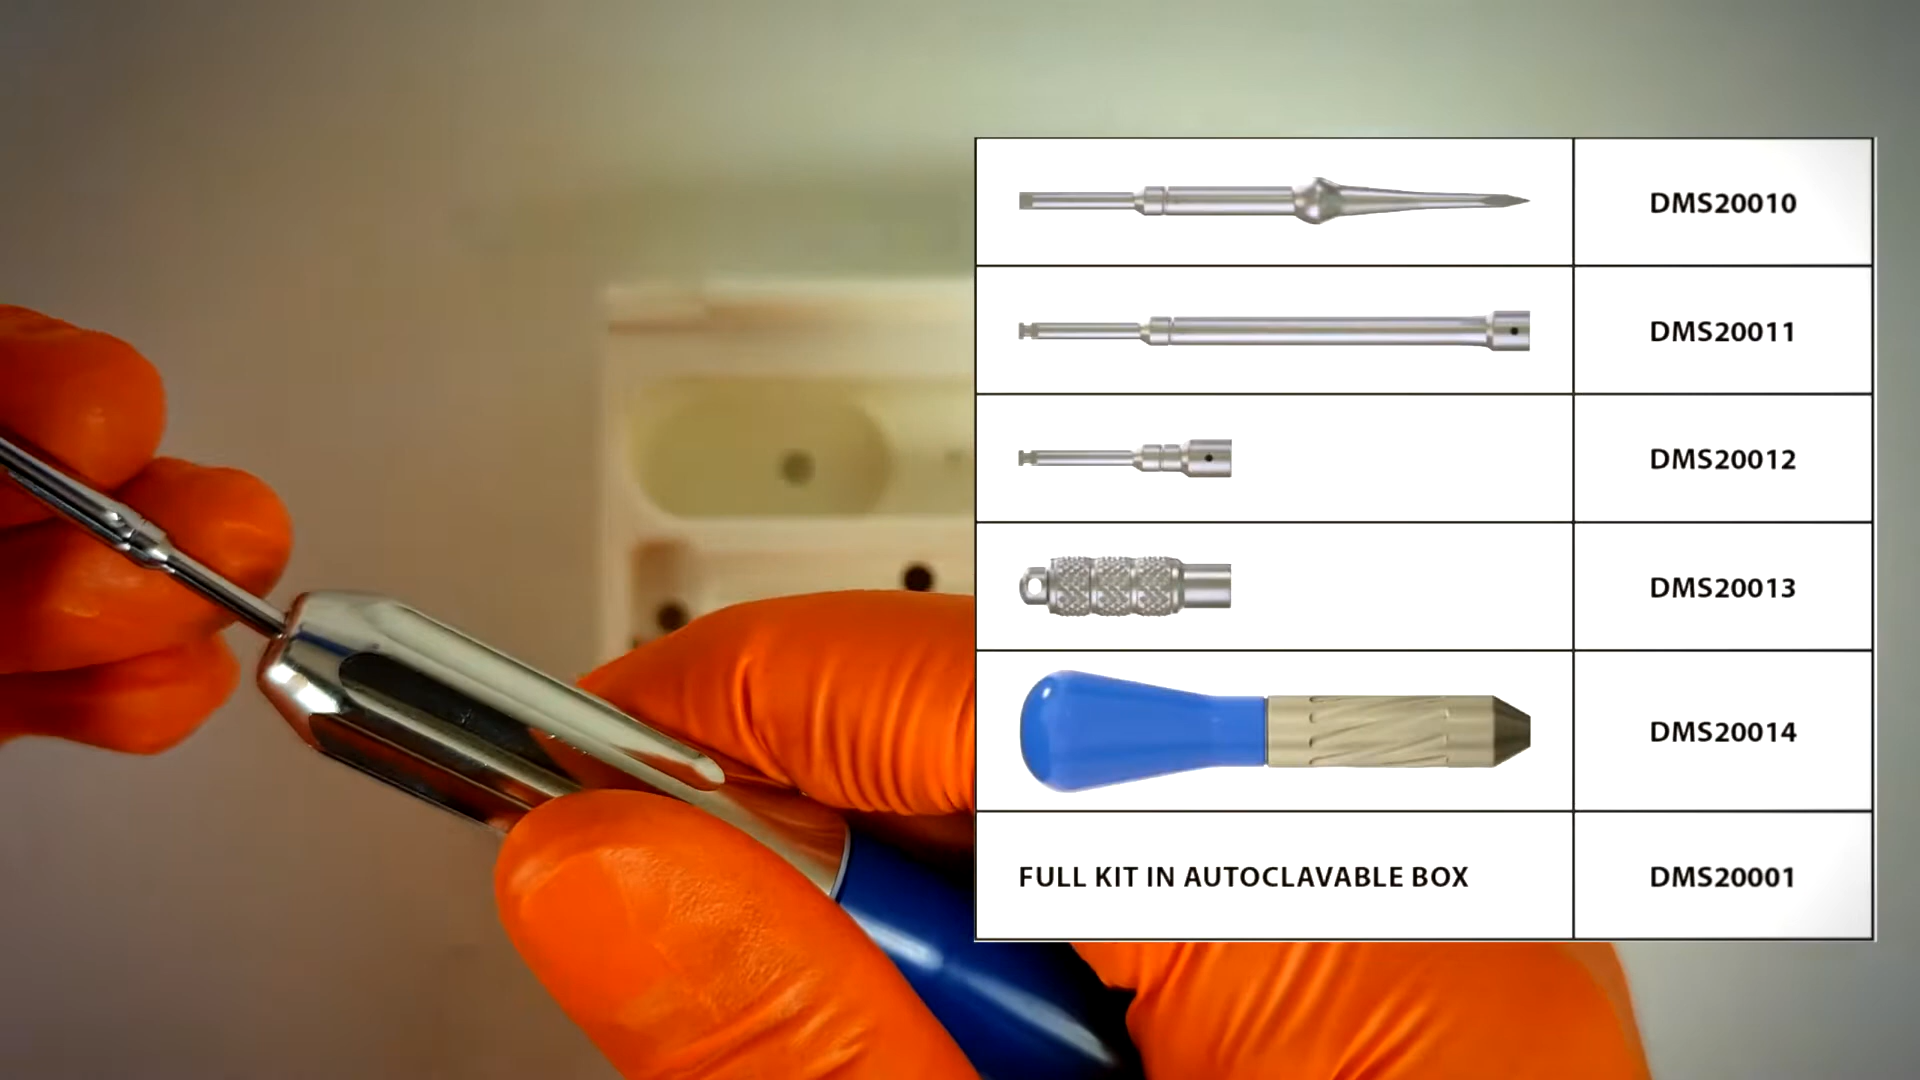 DMS20010
DMS20011
DMS20012
DMS20013
DMS20014
FULL KIT IN AUTOCLAVABLE BOX DMS20001